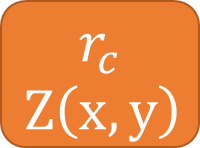 r_c
Z(x, y)